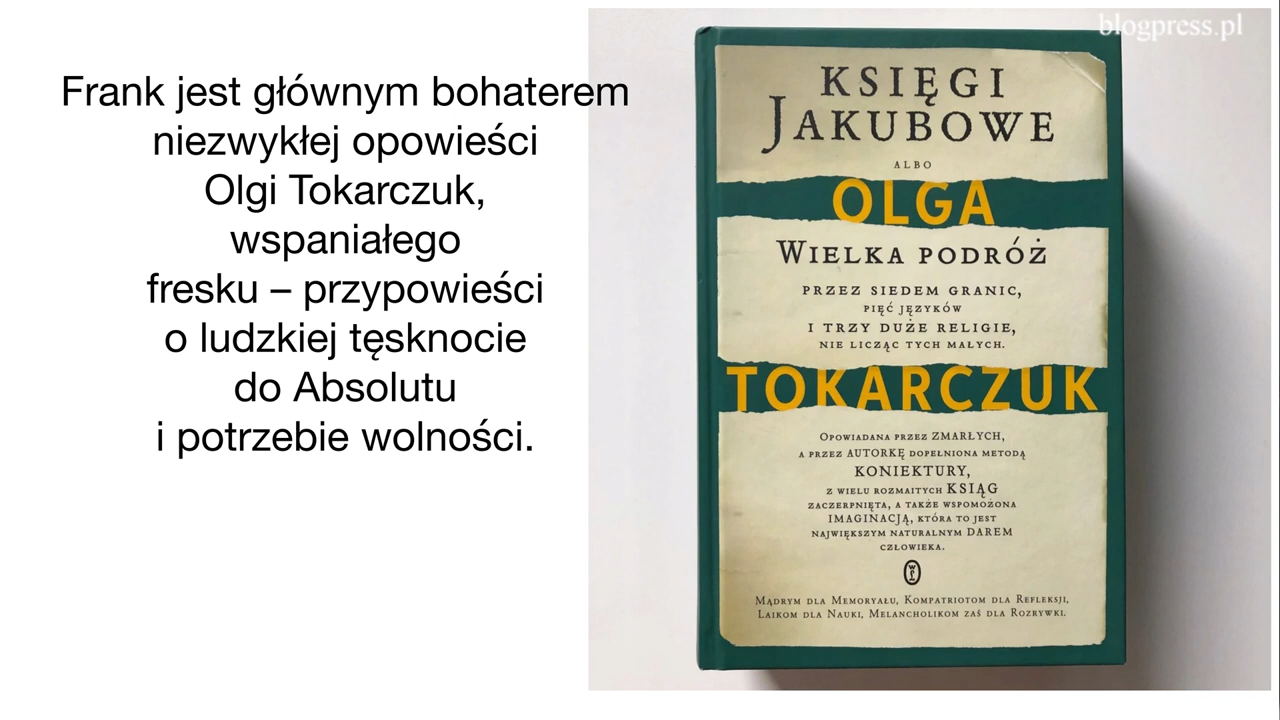 Frank jest głównym bohaterem
niezwykłej opowieści
Olgi Tokarczuk,
wspaniałego
fresku – przypowieści
o ludzkiej tęsknocie
do Absolutu
i potrzebie wolności.
blogpress.pl
KSIĘGI
JAKUBOWE
ALBO
OLGA
WIELKA PODRÓŻ
PRZEZ SIEDEM GRANIC,
PIĘĆ JĘZYKÓW
I TRZY DUŻE RELIGIE,
NIE LICZĄC TYCH MAŁYCH.
TOKARCZUK
OPOWIADANA PRZEZ ZMARŁYCH,
A PRZEZ AUTORKĘ DOPEŁNIONA METODĄ
KONIEKTURY,
Z WIELU ROZMAITYCH KSIĄG
ZACZERPNIĘTA, A TAKŻE WSPOMOŻONA
IMAGINACJĄ, KTÓRA TO JEST
NAJWIĘKSZYM NATURALNYM DAREM
CZŁOWIEKA.
MĄDRYM DLA MEMORYAŁU, KOMPATRIOTOM DLA REFLEKSJI,
LAIKOM DLA NAUKI, MELANCHOLIKOM ZAŚ DLA ROZRYWKI.